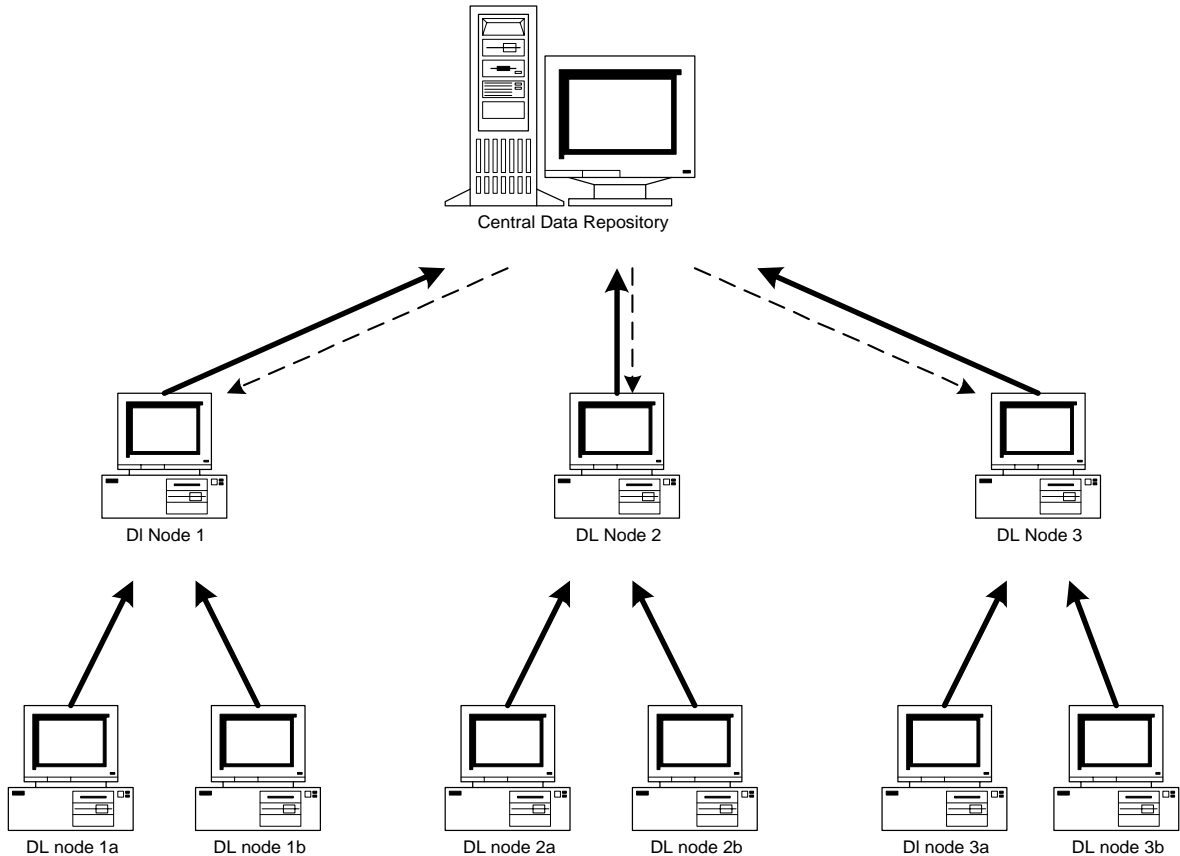 Central Data Repository
Dl Node 1
DL Node 2
DL Node 3
DL node 1a
DL node 1b
DL node 2a
DL node 2b
Dl node 3a
DL node 3b